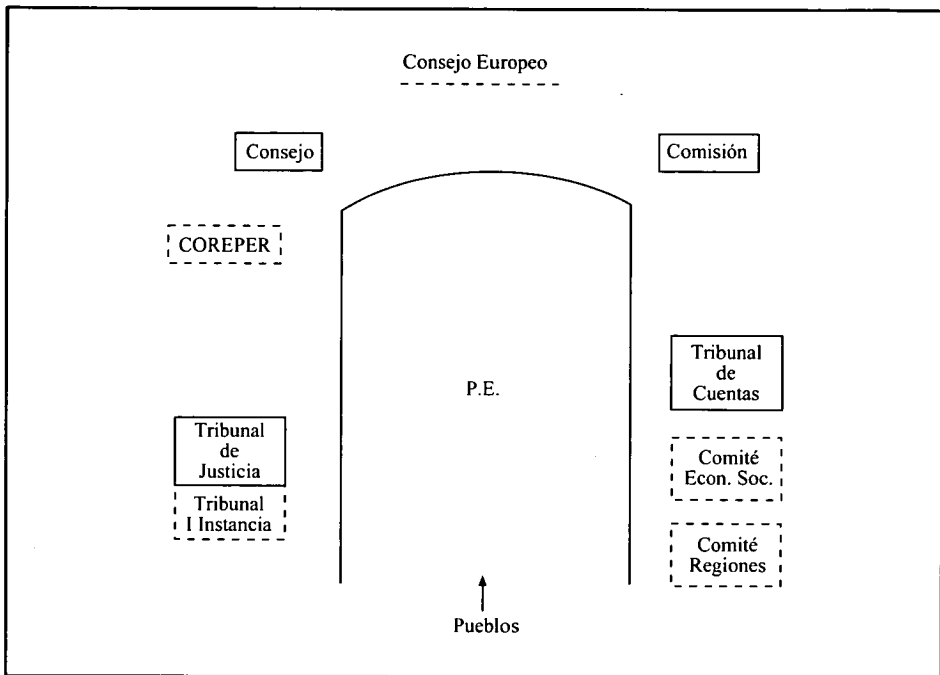 Consejo Europeo
Consejo
Comisión
COREPER
P.E.
Tribunal
de
Cuentas
Tribunal
de
Justicia
Comité
Econ. Soc.
Tribunal
I Instancia
Comité
Regiones
Pueblos